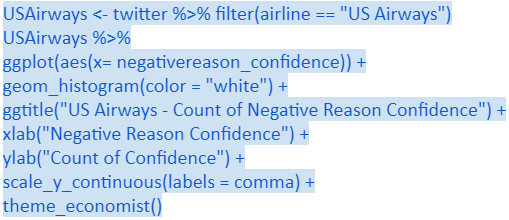 USAirways <- twitter %>% filter(airline == "US Airways")
USAirways %>%
ggplot(aes(x= negativereason_confidence)) +
geom_histogram(color = "white") +
ggtitle("US Airways - Count of Negative Reason Confidence") +
xlab("Negative Reason Confidence") +
ylab("Count of Confidence") +
scale_y_continuous(labels = comma) +
theme_economist()